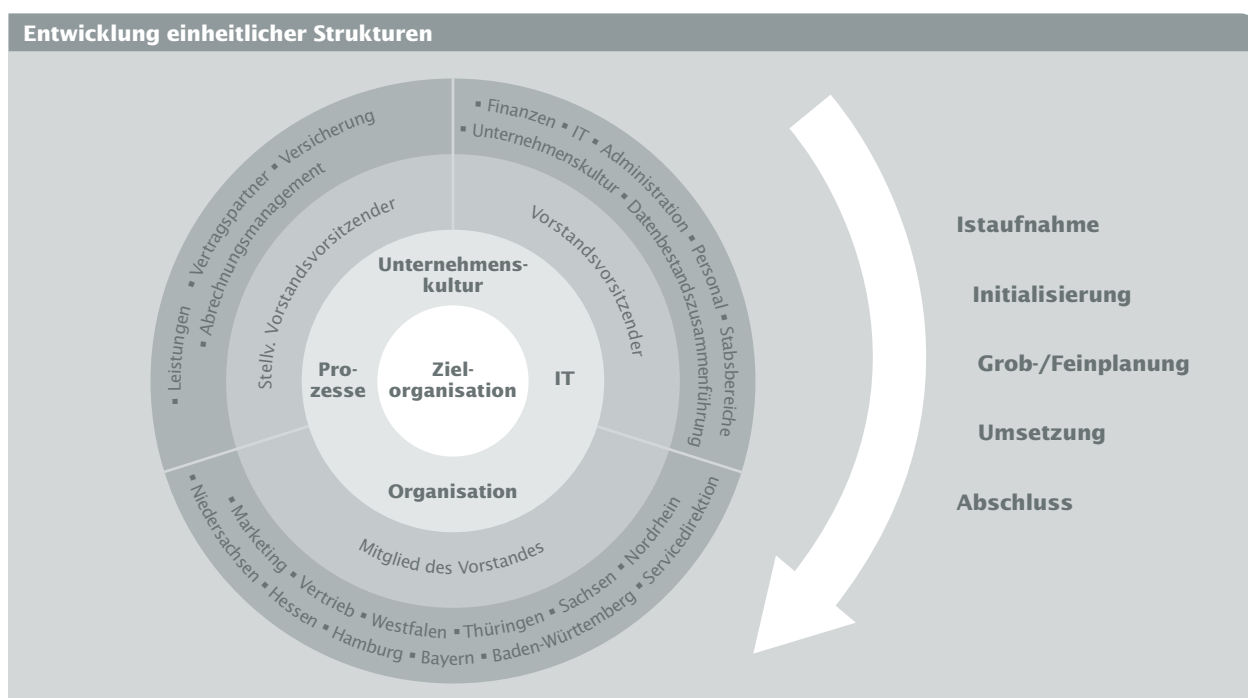 Entwicklung einheitlicher Strukturen
▪ Finanzen ▪ IT ▪ Administration ▪ Personal ▪ Stabsbereiche
▪ Unternehmenskultur ▪ Datenbestandszusammenführung
▪ Leistungen ▪ Vertragspartner ▪ Versicherung
▪ Abrechnungsmanagement
Stellv. Vorstandsvorsitzender
Vorstandsvorsitzender
Unternehmens-
kultur
Pro-
zesse
Ziel-
organisation
IT
Organisation
Mitglied des Vorstandes
▪ Marketing ▪ Vertrieb ▪ Westfalen ▪ Thüringen ▪ Sachsen ▪ Nordrhein
▪ Niedersachsen ▪ Hessen ▪ Hamburg ▪ Bayern ▪ Baden-Württemberg ▪ Servicedirektion
Istaufnahme
Initialisierung
Grob-/Feinplanung
Umsetzung
Abschluss